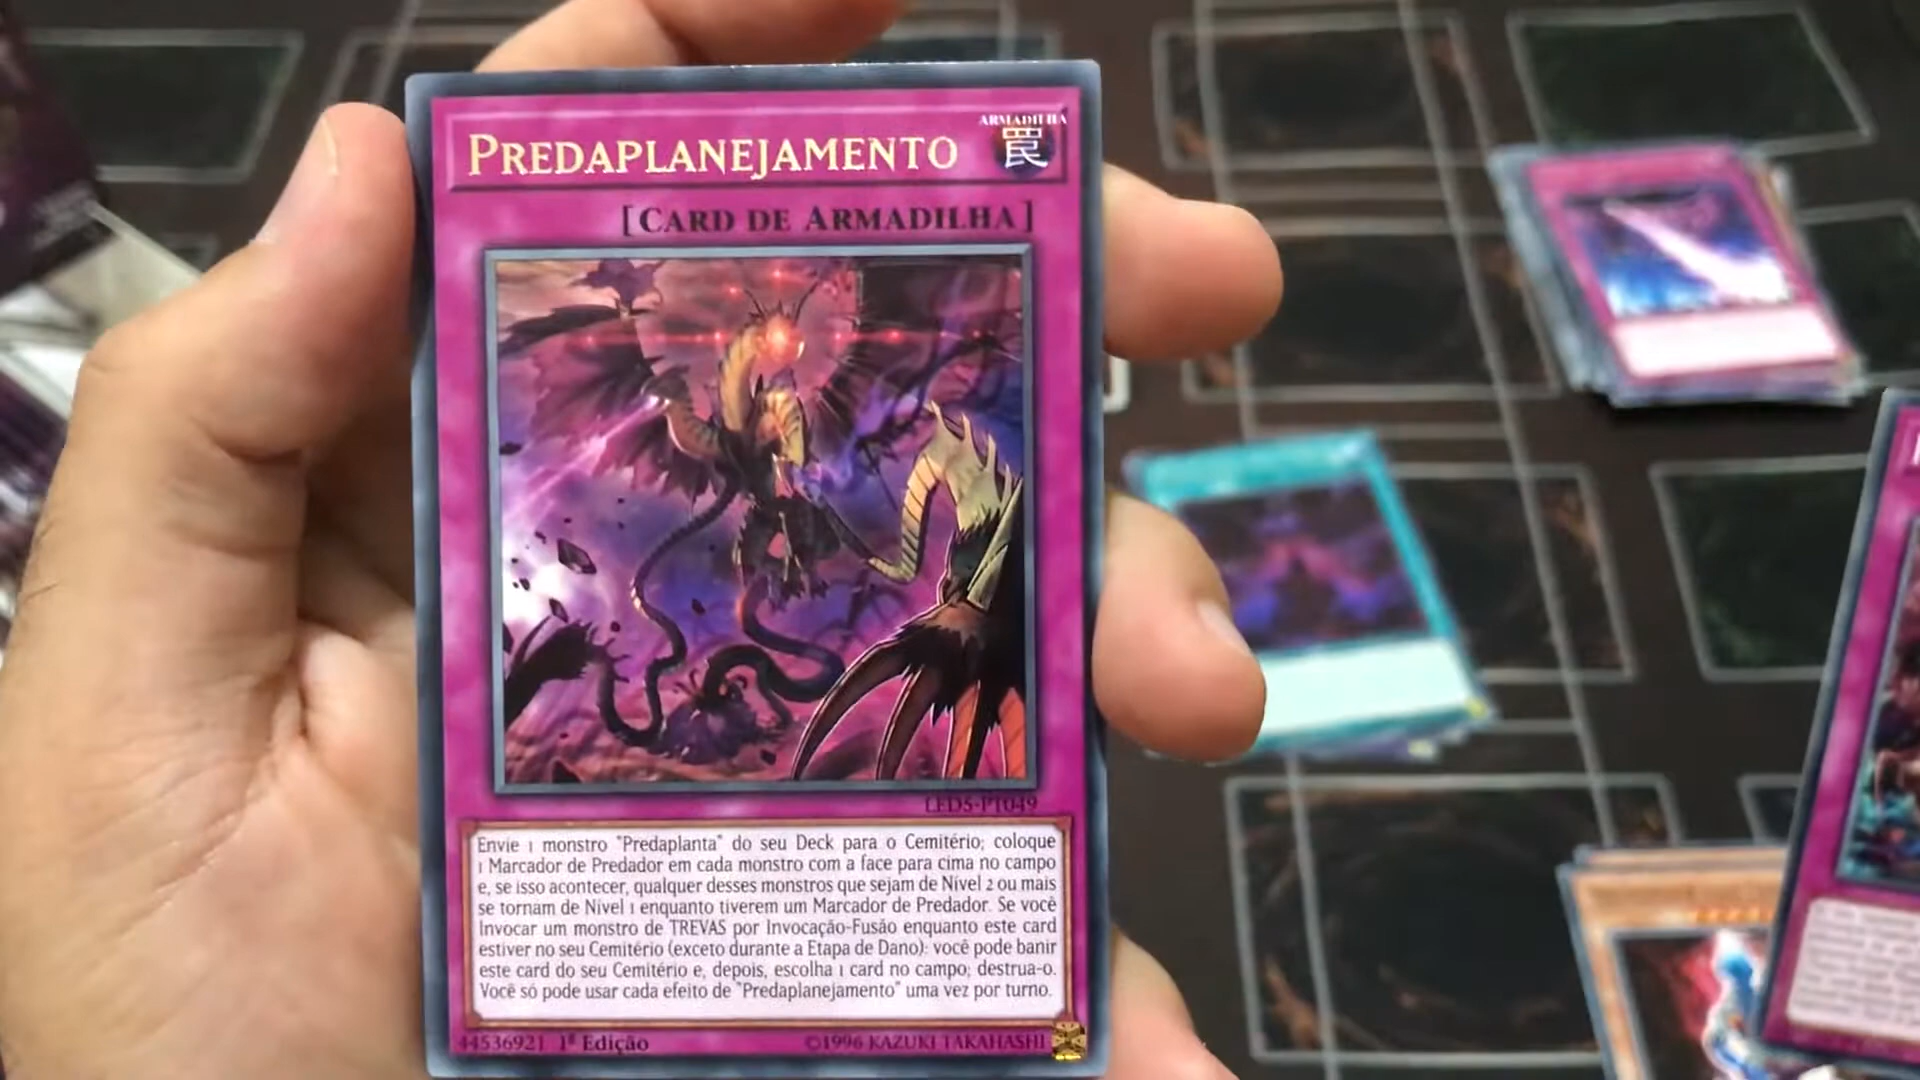 ARMADILHA
PREDAPLANEJAMENTO
罠
[CARD DE ARMADILHA]
LED5-PT049
Envie 1 monstro "Predaplanta" do seu Deck para o Cemitério; coloque
1 Marcador de Predador em cada monstro com a face para cima no campo
e, se isso acontecer, qualquer desses monstros que sejam de Nível 2 ou mais
se tornam de Nível 1 enquanto tiverem um Marcador de Predador. Se você
Invocar um monstro de TREVAS por Invocação-Fusão enquanto este card
estiver no seu Cemitério (exceto durante a Etapa de Dano): você pode banir
este card do seu Cemitério e, depois, escolha 1 card no campo; destrua-o.
Você só pode usar cada efeito de "Predaplanejamento" uma vez por turno.
44536921 1ª Edição ©1996 KAZUKI TAKAHASHI